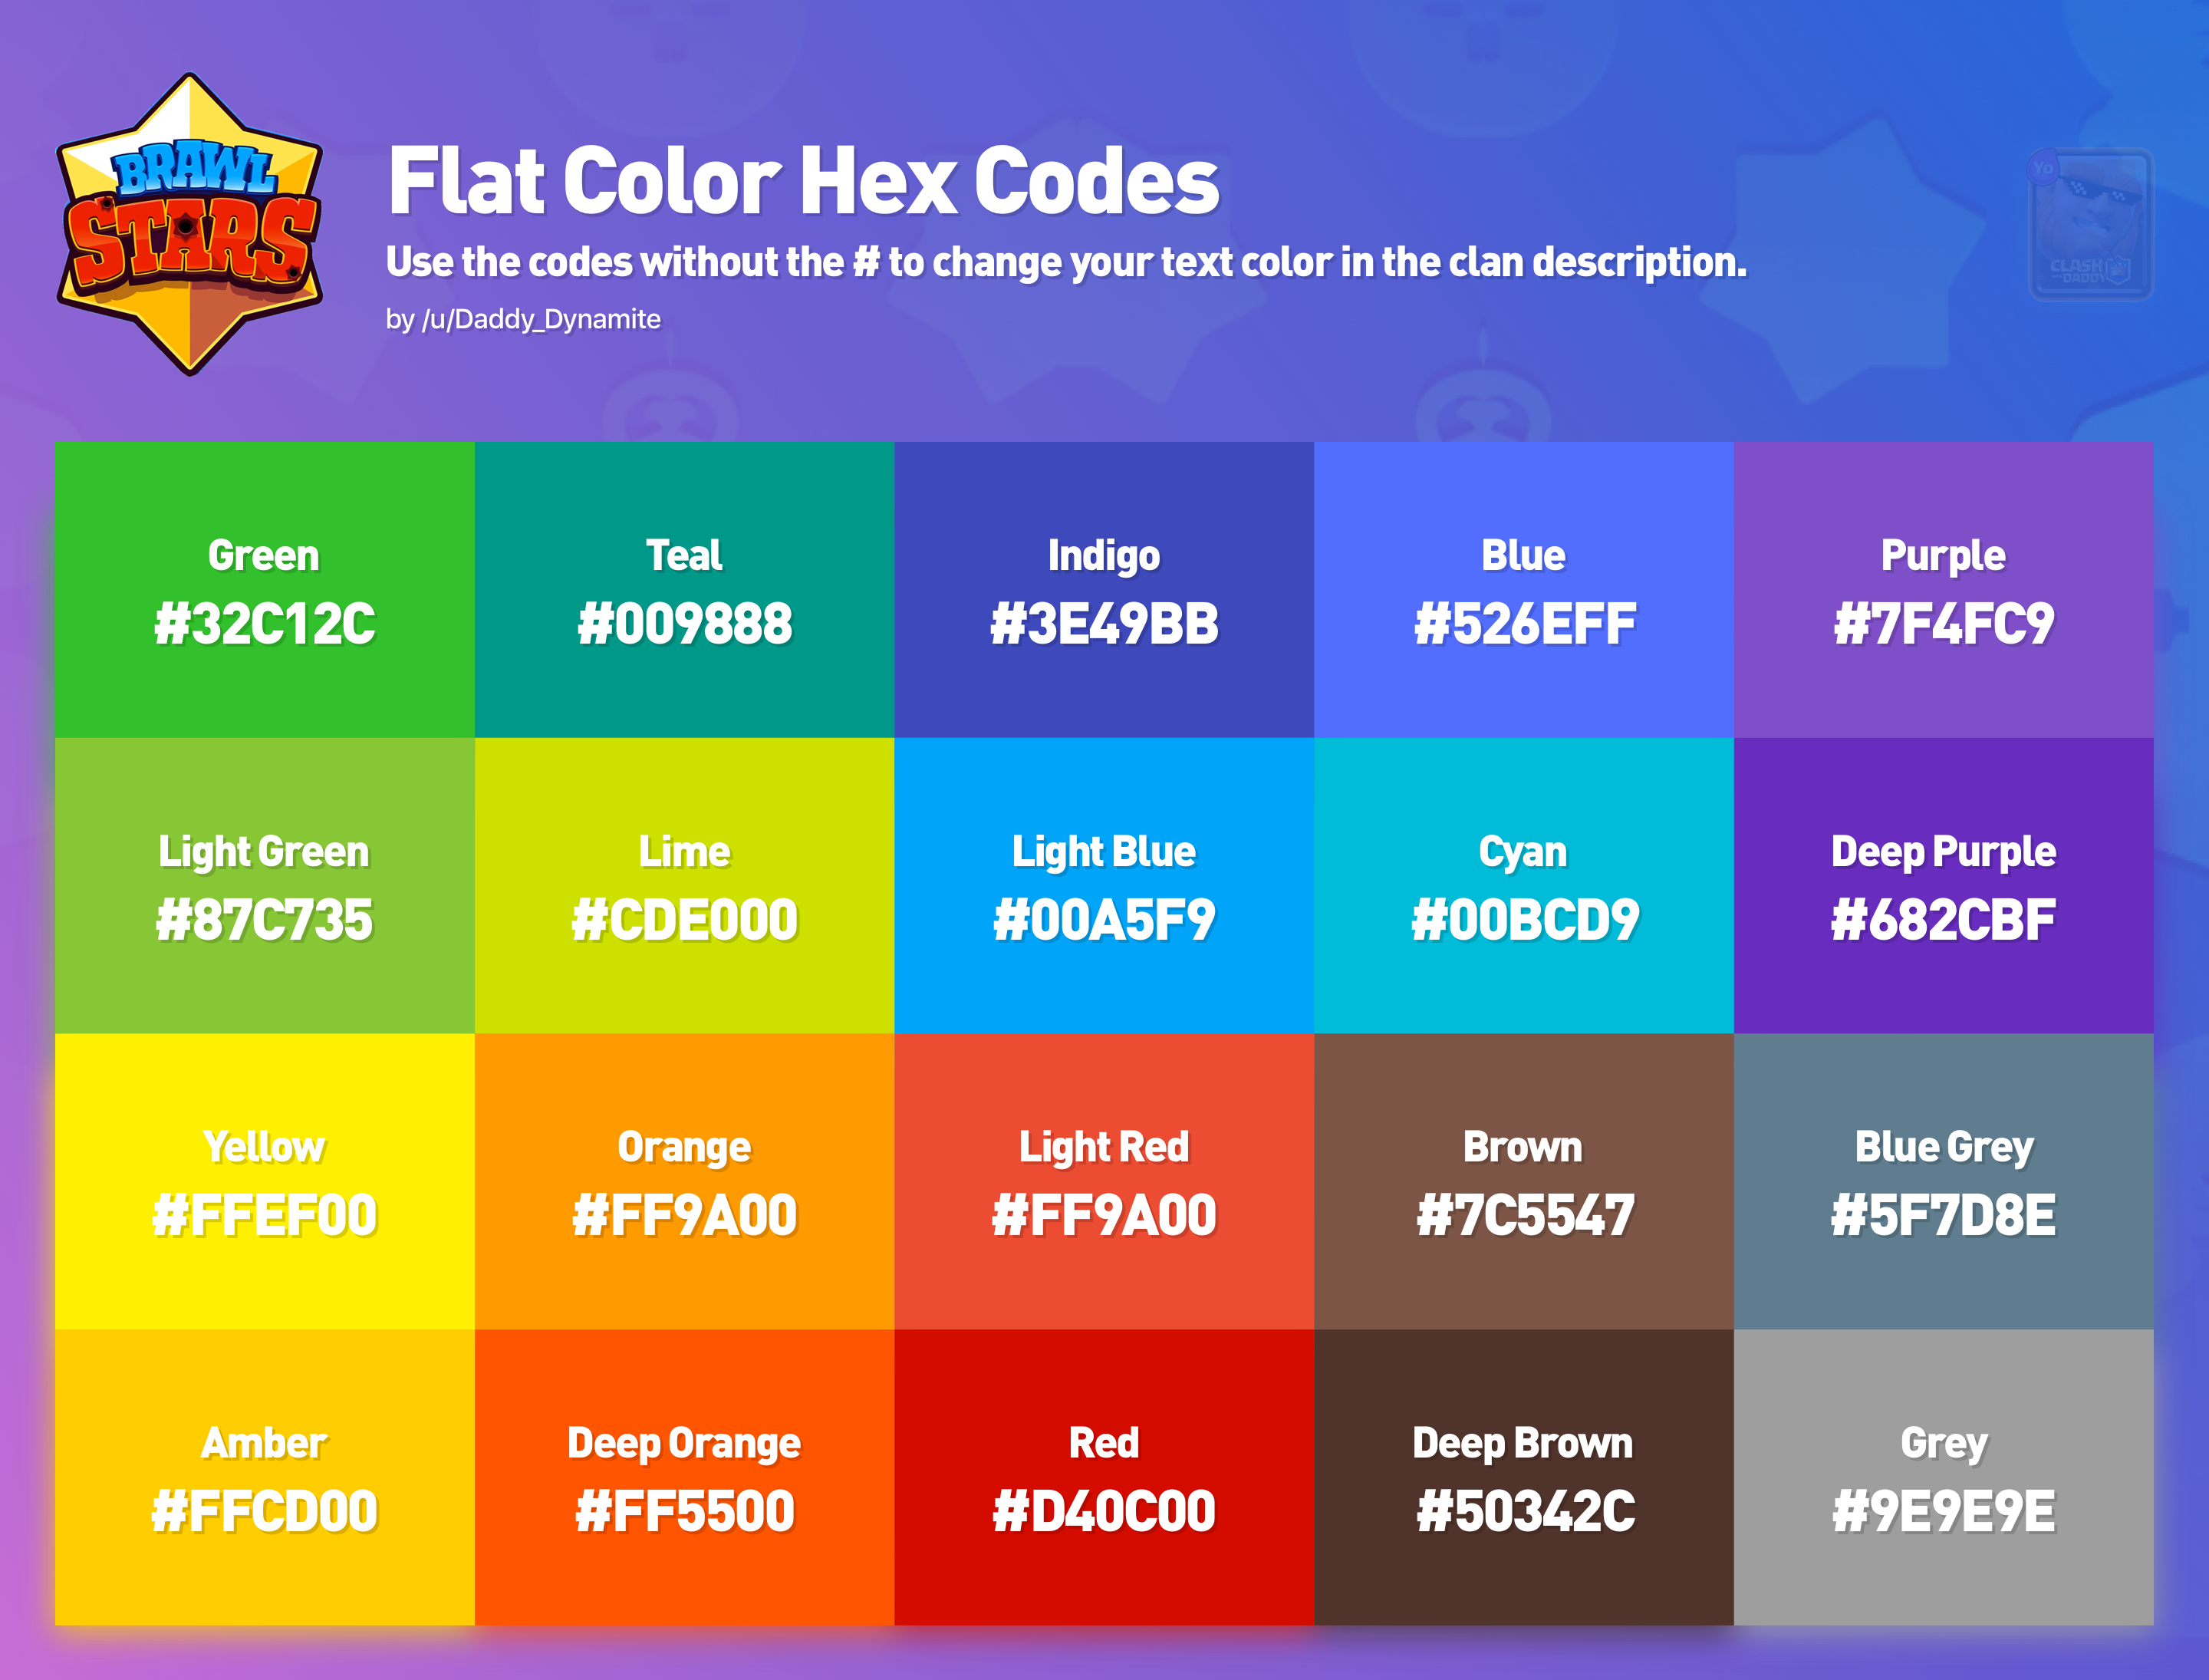 BRAWL
STARS
Flat Color Hex Codes
Use the codes without the # to change your text color in the clan description.
by /u/Daddy_Dynamite
Yo
CLASH
DADDY
Green
#32C12C
Teal
#009888
Indigo
#3E49BB
Blue
#526EFF
Purple
#7F4FC9
Light Green
#87C735
Lime
#CDE000
Light Blue
#00A5F9
Cyan
#00BCD9
Deep Purple
#682CBF
Yellow
#FFEF00
Orange
#FF9A00
Light Red
#FF9A00
Brown
#7C5547
Blue Grey
#5F7D8E
Amber
#FFCD00
Deep Orange
#FF5500
Red
#D40C00
Deep Brown
#50342C
Grey
#9E9E9E